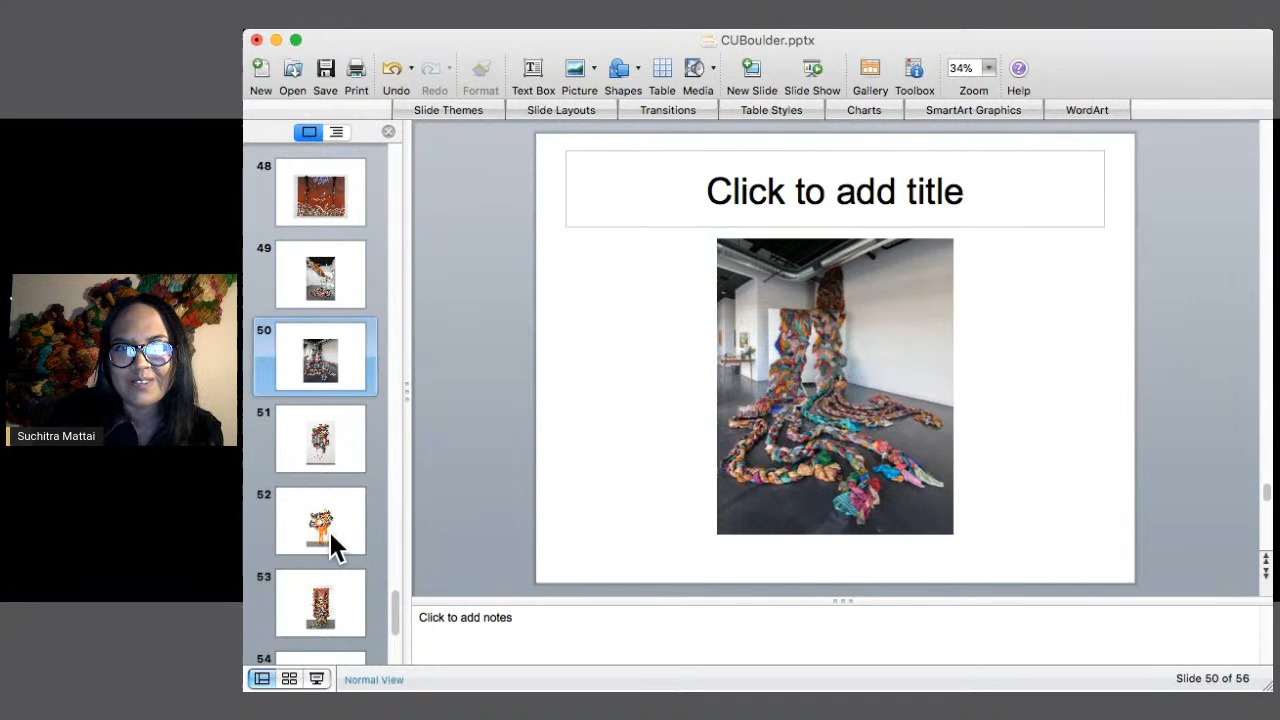 CUBoulder.pptx
New Open Save Print Undo Redo Format Text Box Picture Shapes Table Media New Slide Slide Show Gallery Toolbox 34% Zoom Help
Slide Themes Slide Layouts Transitions Table Styles Charts SmartArt Graphics WordArt
48
49
50
51
52
53
54
Click to add title
Suchitra Mattai
Click to add notes
Normal View
Slide 50 of 56